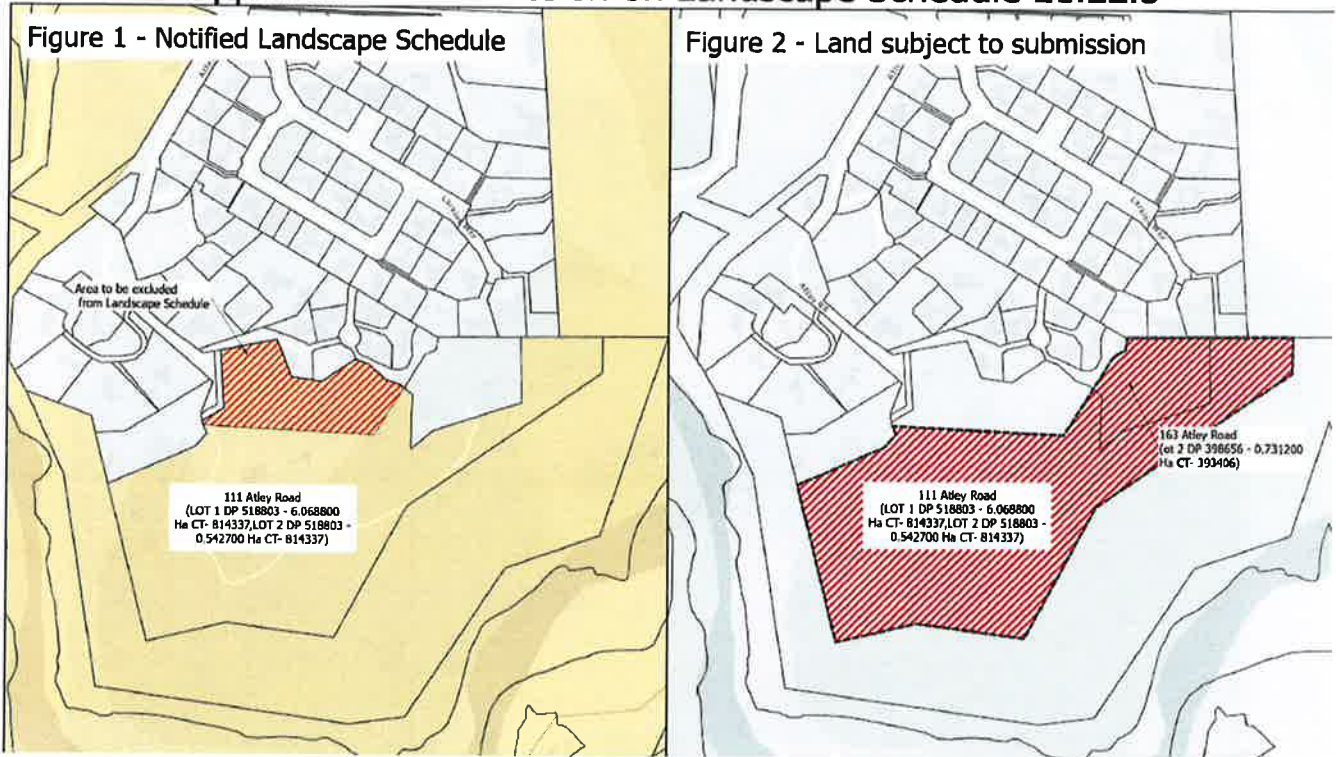 Landscape Schedule
Figure 1 - Notified Landscape Schedule
Figure 2 - Land subject to submission
Area to be excluded
from Landscape Schedule
111 Atley Road
(LOT 1 DP 518803 - 6.068800
Ha CT- 814337,LOT 2 DP 518803 -
0.542700 Ha CT- 814337)
163 Atley Road
(ot 2 DP 398656 - 0.731200
Ha CT- 393406)
111 Atley Road
(LOT 1 DP 518803 - 6.068800
Ha CT- 814337,LOT 2 DP 518803 -
0.542700 Ha CT- 814337)